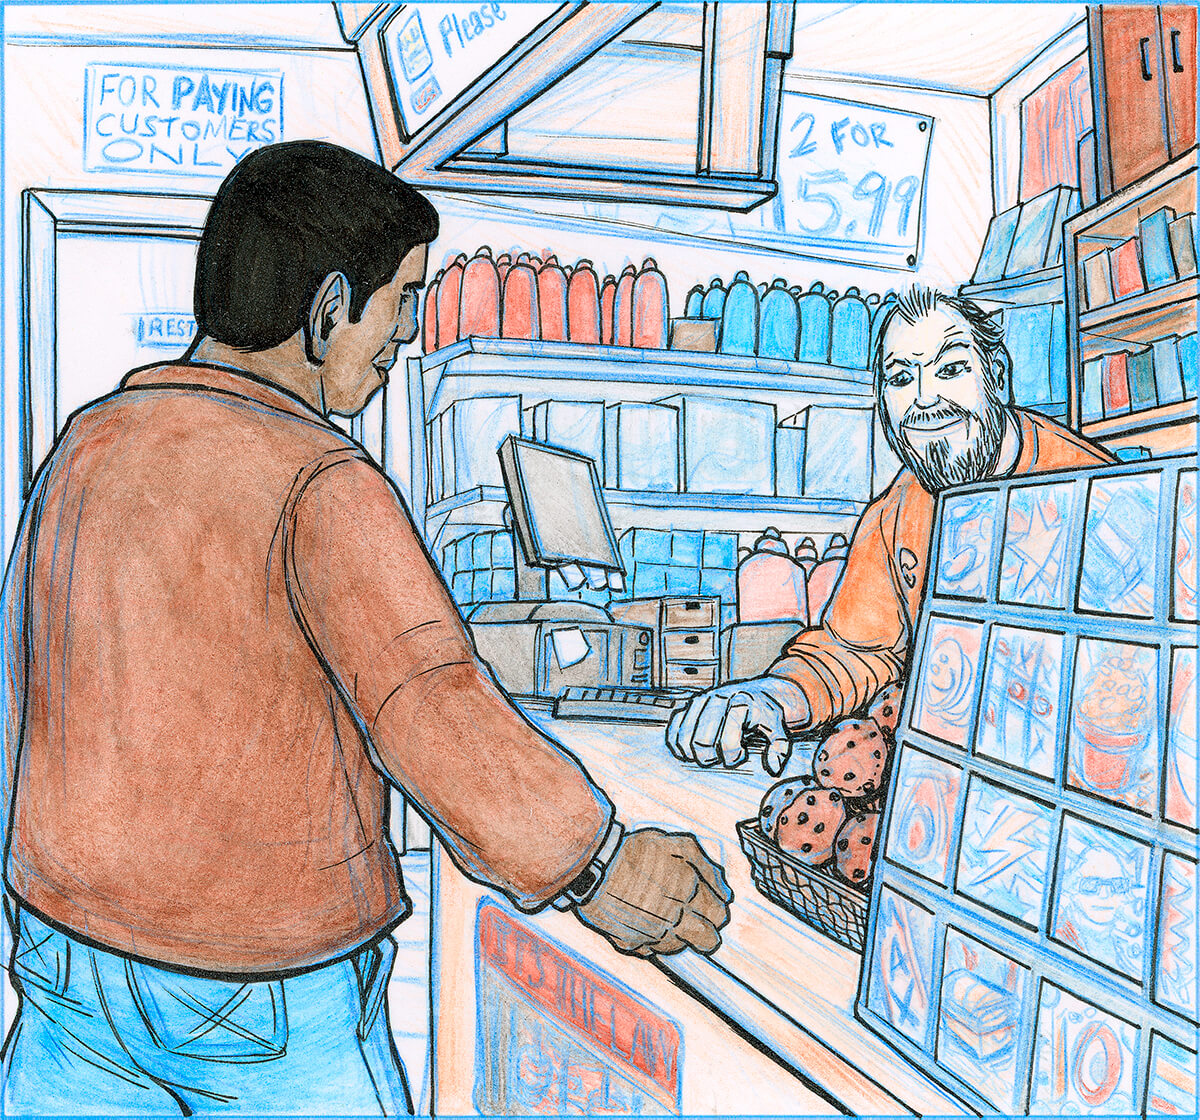 Please
FOR PAYING
CUSTOMERS
ONLY
2 FOR
5.99
REST
IT'S THE LAW